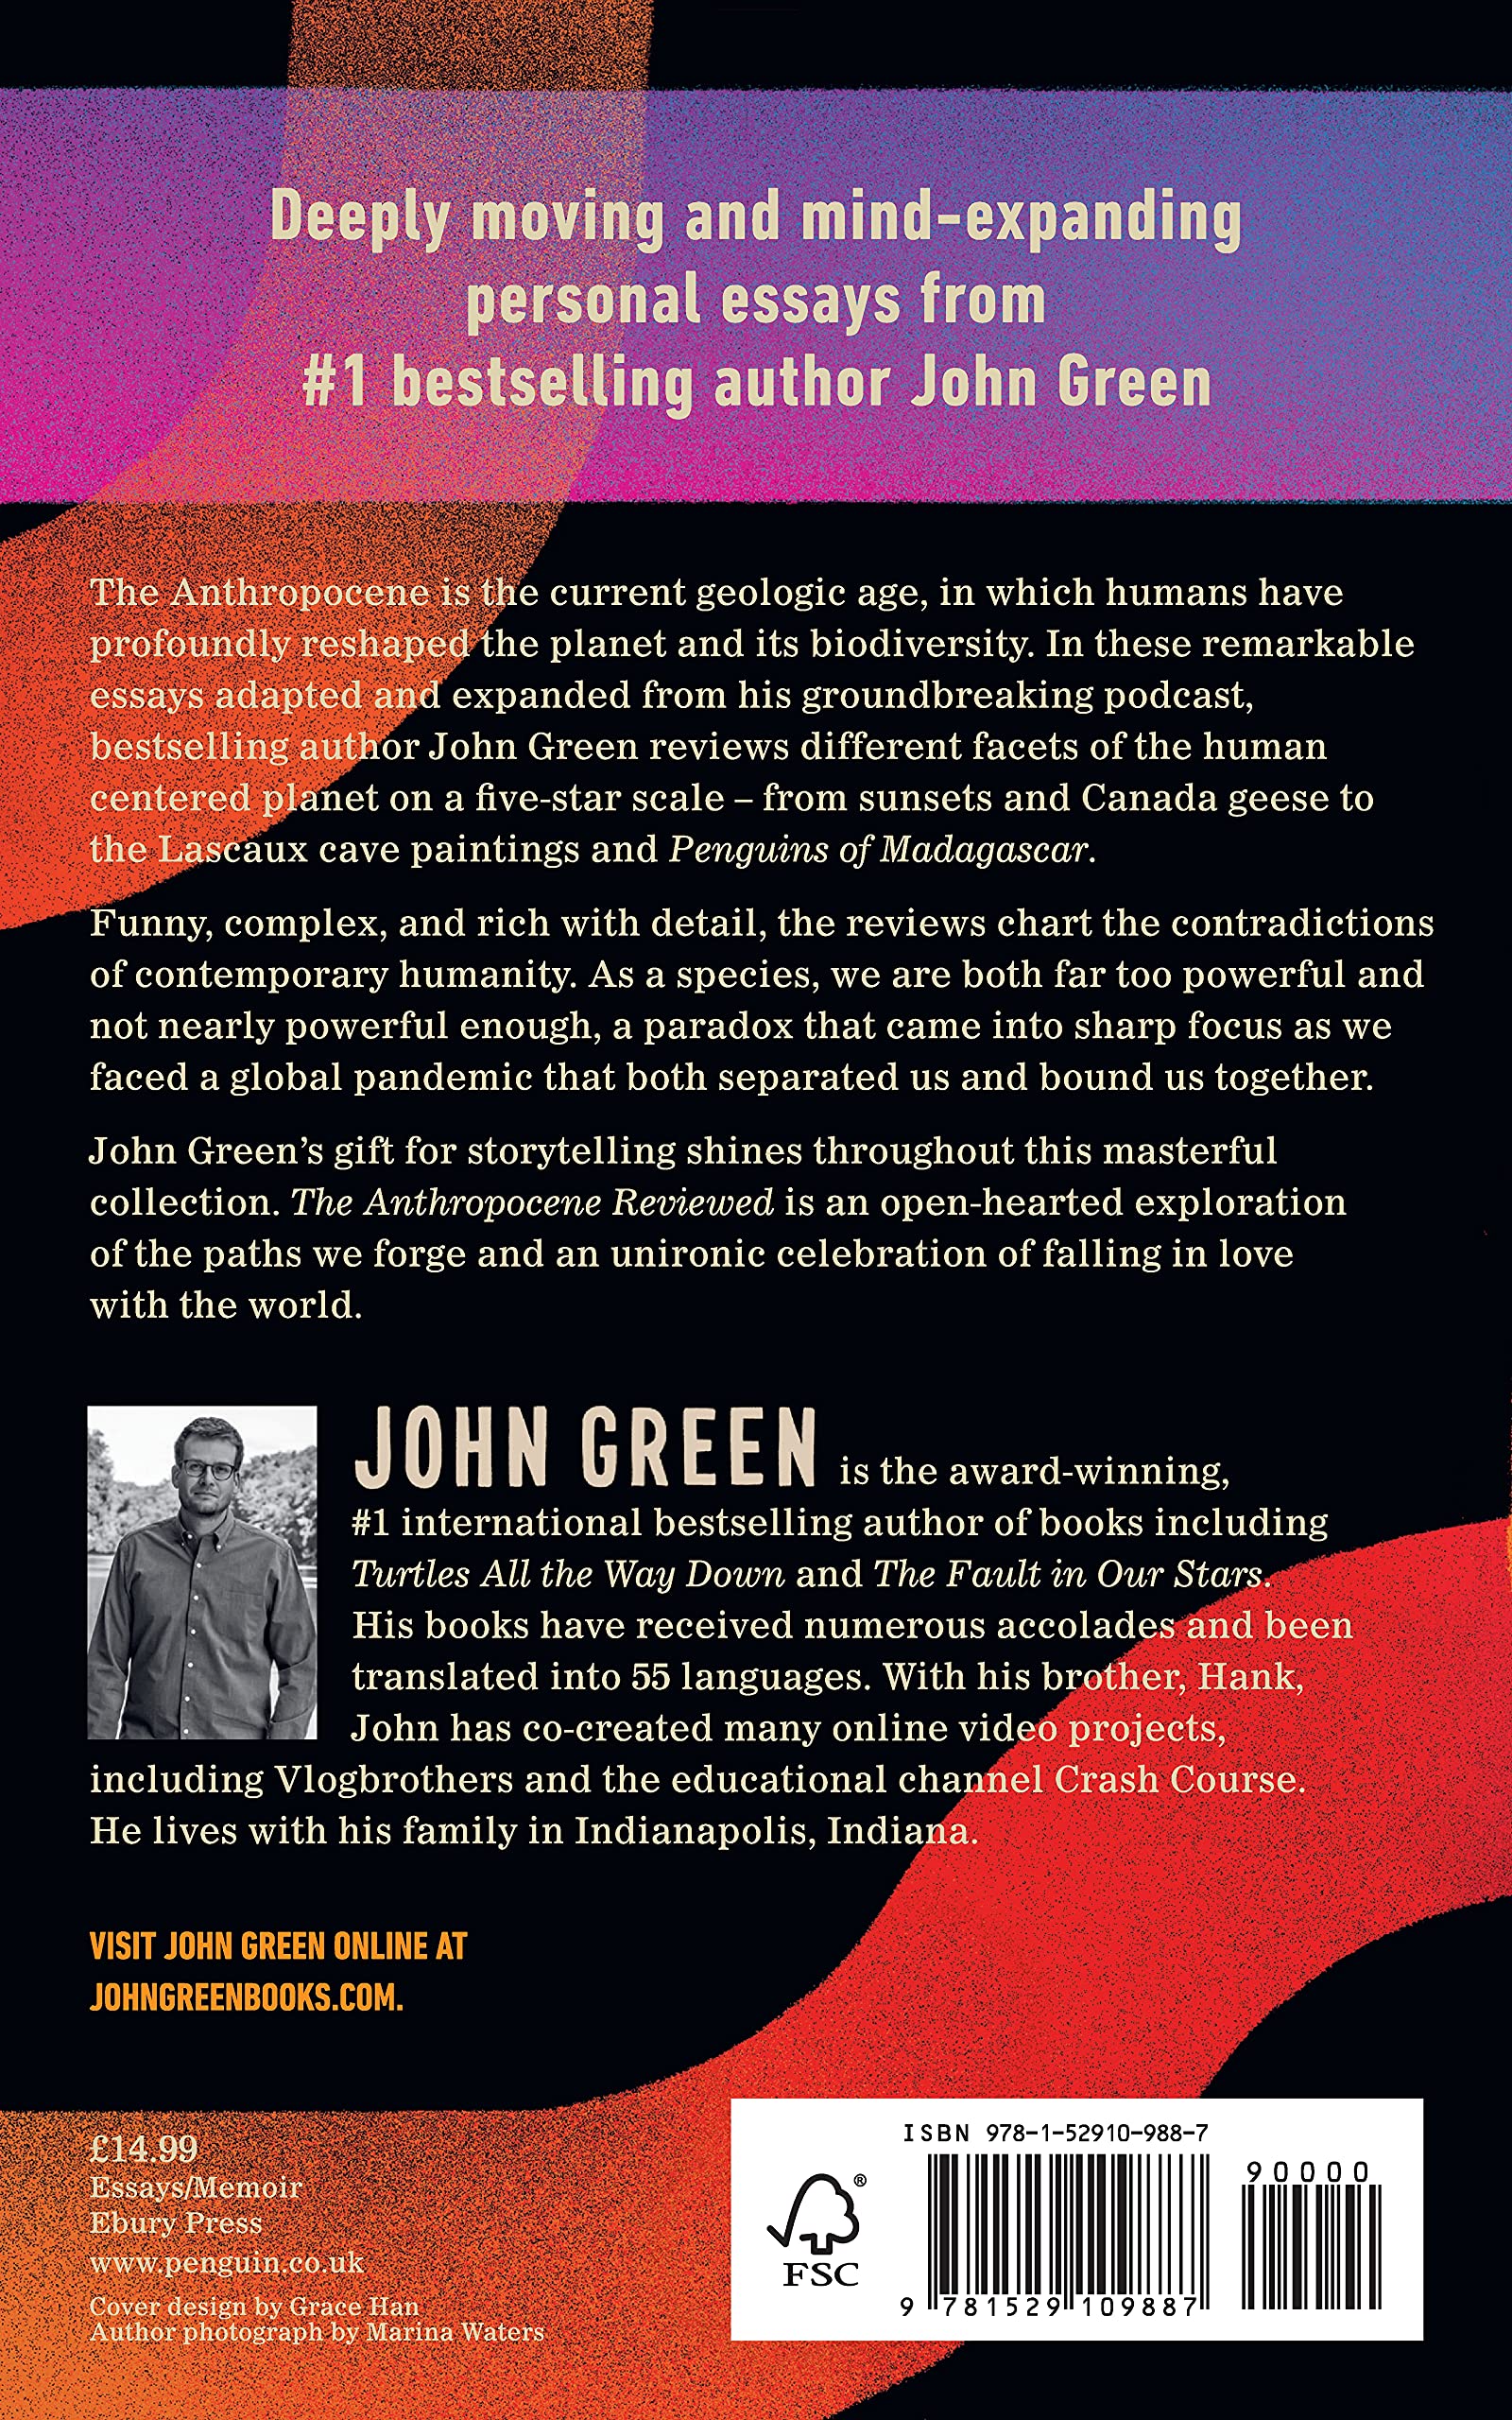 Deeply moving and mind-expanding
personal essays from
#1 bestselling author John Green
The Anthropocene is the current geologic age, in which humans have
profoundly reshaped the planet and its biodiversity. In these remarkable
essays adapted and expanded from his groundbreaking podcast,
bestselling author John Green reviews different facets of the human
centered planet on a five-star scale – from sunsets and Canada geese to
the Lascaux cave paintings and Penguins of Madagascar.
Funny, complex, and rich with detail, the reviews chart the contradictions
of contemporary humanity. As a species, we are both far too powerful and
not nearly powerful enough, a paradox that came into sharp focus as we
faced a global pandemic that both separated us and bound us together.
John Green’s gift for storytelling shines throughout this masterful
collection. The Anthropocene Reviewed is an open-hearted exploration
of the paths we forge and an unironic celebration of falling in love
with the world.
JOHN GREEN is the award-winning,
#1 international bestselling author of books including
Turtles All the Way Down and The Fault in Our Stars.
His books have received numerous accolades and been
translated into 55 languages. With his brother, Hank,
John has co-created many online video projects,
including Vlogbrothers and the educational channel Crash Course.
He lives with his family in Indianapolis, Indiana.
VISIT JOHN GREEN ONLINE AT
JOHNGREENBOOKS.COM.
£14.99
Essays/Memoir
Ebury Press
www.penguin.co.uk
Cover design by Grace Han
Author photograph by Marina Waters
ISBN 978-1-52910-988-7
90000
®
FSC
9 781529 109887